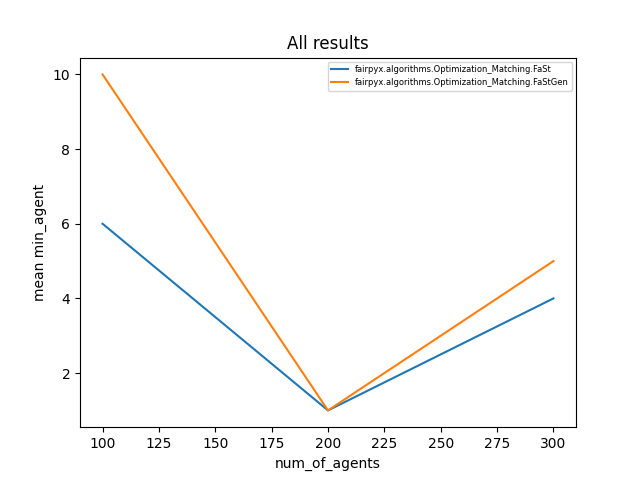 All results
fairpyx.algorithms.Optimization_Matching.FaSt
fairpyx.algorithms.Optimization_Matching.FaStGen
mean min_agent
10
8
6
4
2
100 125 150 175 200 225 250 275 300
num_of_agents